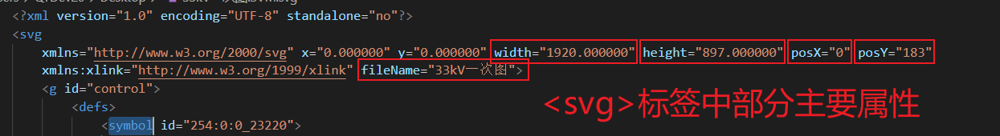 <?xml version="1.0" encoding="UTF-8" standalone="no"?>
<svg
xmlns="http://www.w3.org/2000/svg" x="0.000000" y="0.000000" width="1920.000000" height="897.000000" posX="0" posY="183"
xmlns:xlink="http://www.w3.org/1999/xlink" fileName="33kV一次图">
<g id="control">
<svg>标签中部分主要属性
<defs>
<symbol id="254:0:0_23220">